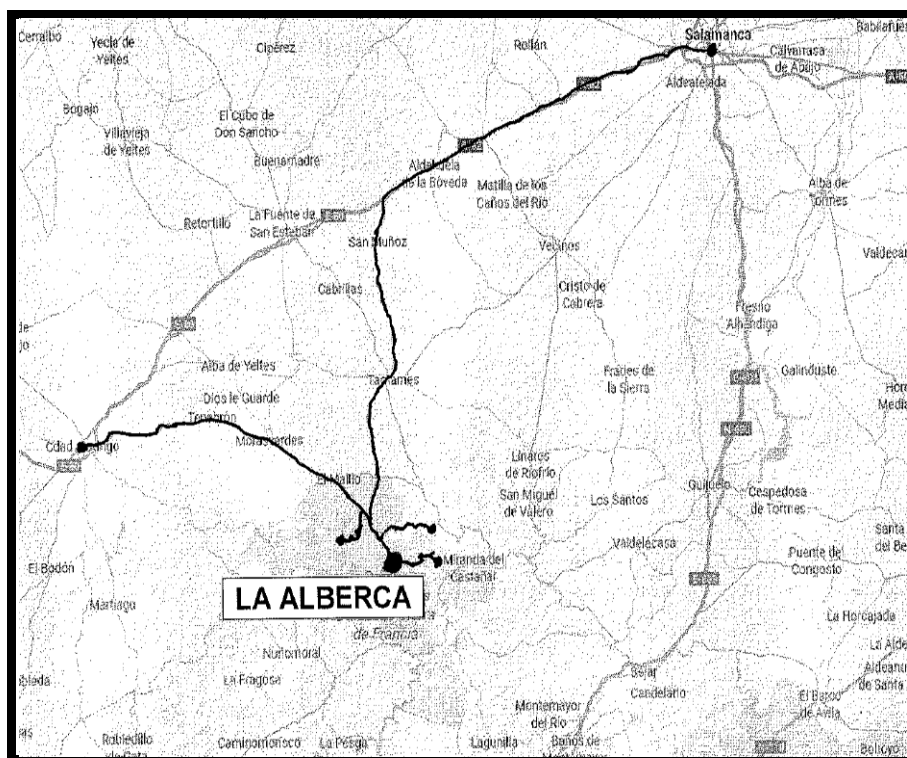 Cerralbo
Yecla de
Yeltes
Cipérez
Rollán
Salamanca
Calvarrasa
de Abajo
Aldeatejada
Bogajo
Villavieja
de Yeltes
El Cubo de
Don Sancho
Buenamadre
Aldehuela
de la Bóveda
Matilla de los
Caños del Río
Alba de
Tormes
Retortillo
La Fuente de
San Esteban
San Muñoz
Vecinos
Cabrillas
Cristo de
Cabrera
Fresno
Alhándiga
Alba de Yeltes
Tamames
Frades de
la Sierra
Galinduste
Dios le Guarde
Tenebrón
Morasverdes
Linares
de Riofrío
El Maíllo
San Miguel
de Valero
Los Santos
Guijuelo
Cespedosa
de Tormes
Valdelacasa
Puente de
Congosto
El Bodón
Miranda del
Castañar
LA ALBERCA
Martiago
de Francia
La Horcajada
Nuñomoral
La Fragosa
Béjar
Candelario
Montemayor
del Río
Robledillo
de Gata
Caminomorisco
La Pesga
Lagunilla
Baños de